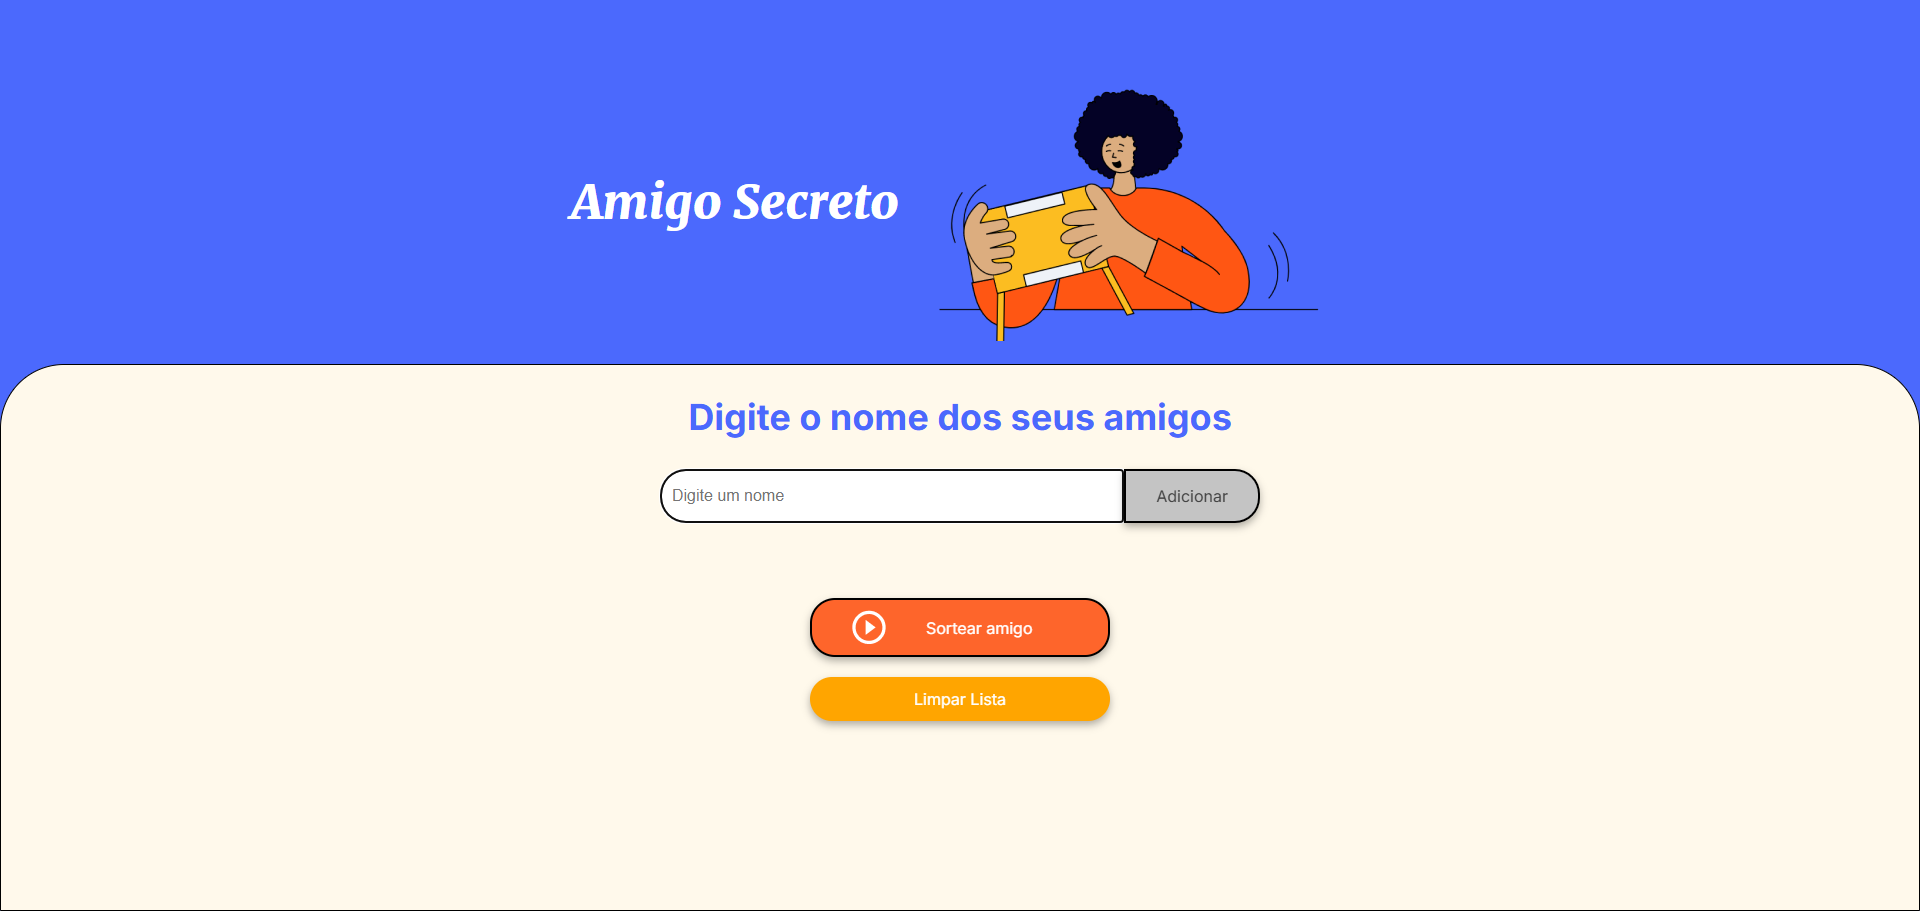 Amigo Secreto
Digite o nome dos seus amigos
Digite um nome
Adicionar
Sortear amigo
Limpar Lista